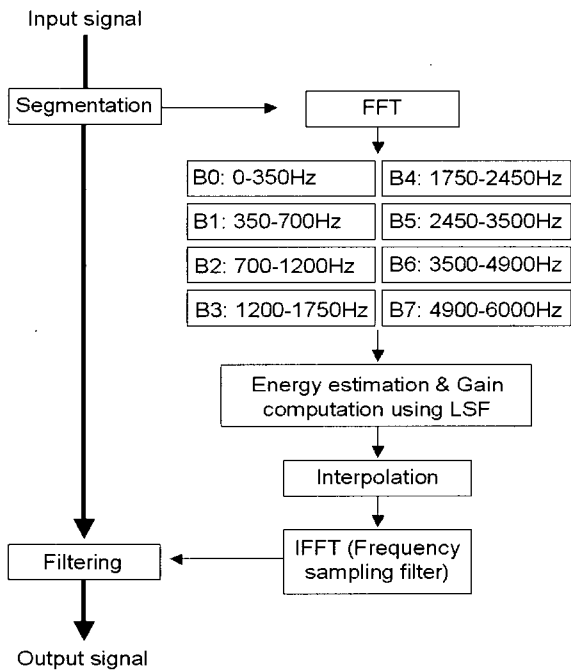 Input signal
Segmentation
FFT
B0: 0-350Hz
B4: 1750-2450Hz
B1: 350-700Hz
B5: 2450-3500Hz
B2: 700-1200Hz
B6: 3500-4900Hz
B3: 1200-1750Hz
B7: 4900-6000Hz
Energy estimation & Gain
computation using LSF
Interpolation
IFFT (Frequency
sampling filter)
Filtering
Output signal